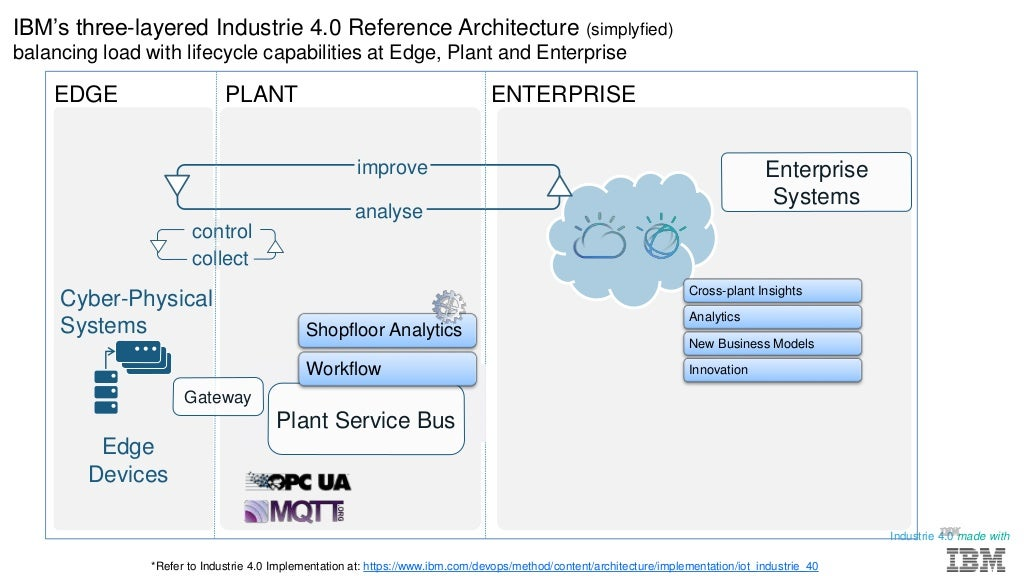 IBM's three-layered Industrie 4.0 Reference Architecture (simplyfied)
balancing load with lifecycle capabilities at Edge, Plant and Enterprise
EDGE
PLANT
ENTERPRISE
improve
analyse
control
collect
Enterprise
Systems
Cyber-Physical
Systems
Cross-plant Insights
Analytics
New Business Models
Innovation
Shopfloor Analytics
Workflow
Gateway
Plant Service Bus
Edge
Devices
OPC UA
MQTT.ORG
Industrie 4.0 made with
IBM
IBM
*Refer to Industrie 4.0 Implementation at: https://www.ibm.com/devops/method/content/architecture/implementation/iot_industrie_40